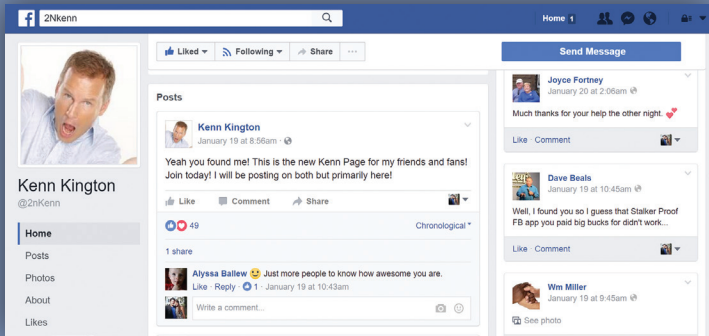 f
2Nkenn
Home 1
Kenn Kington
@2nKenn
Home
Posts
Photos
About
Likes
Liked
Following
Share
Send Message
Posts
Kenn Kington
January 19 at 8:56am
Yeah you found me! This is the new Kenn Page for my friends and fans!
Join today! I will be posting on both but primarily here!
Like Comment Share
49
Chronological
1 share
Alyssa Ballew 🙂 Just more people to know how awesome you are.
Like · Reply · 1 · January 19 at 10:43am
Write a comment...
Joyce Fortney
January 20 at 2:06am
Much thanks for your help the other night. 💕
Like · Comment
Dave Beals
January 19 at 10:45am
Well, I found you so I guess that Stalker Proof
FB app you paid big bucks for didn't work...
Like · Comment
Wm Miller
January 19 at 9:45am
See photo